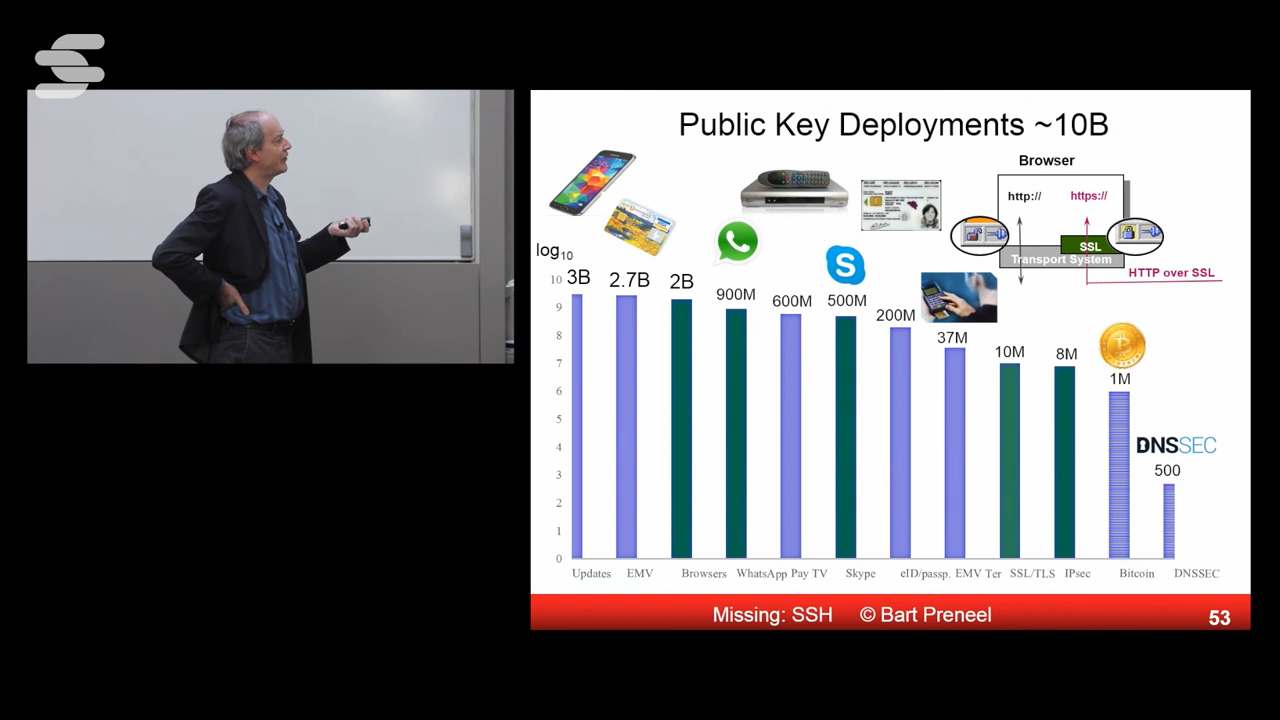 Public Key Deployments ~10B
Browser
http:// https://
SSL
Transport System
HTTP over SSL
log10
3B 2.7B 2B 900M 600M 500M 200M 37M 10M 8M 1M 500
DNSSEC
10
9
8
7
6
5
4
3
2
1
0
Updates EMV Browsers WhatsApp Pay TV Skype eID/passp. EMV Ter SSL/TLS IPsec Bitcoin DNSSEC
Missing: SSH © Bart Preneel 53